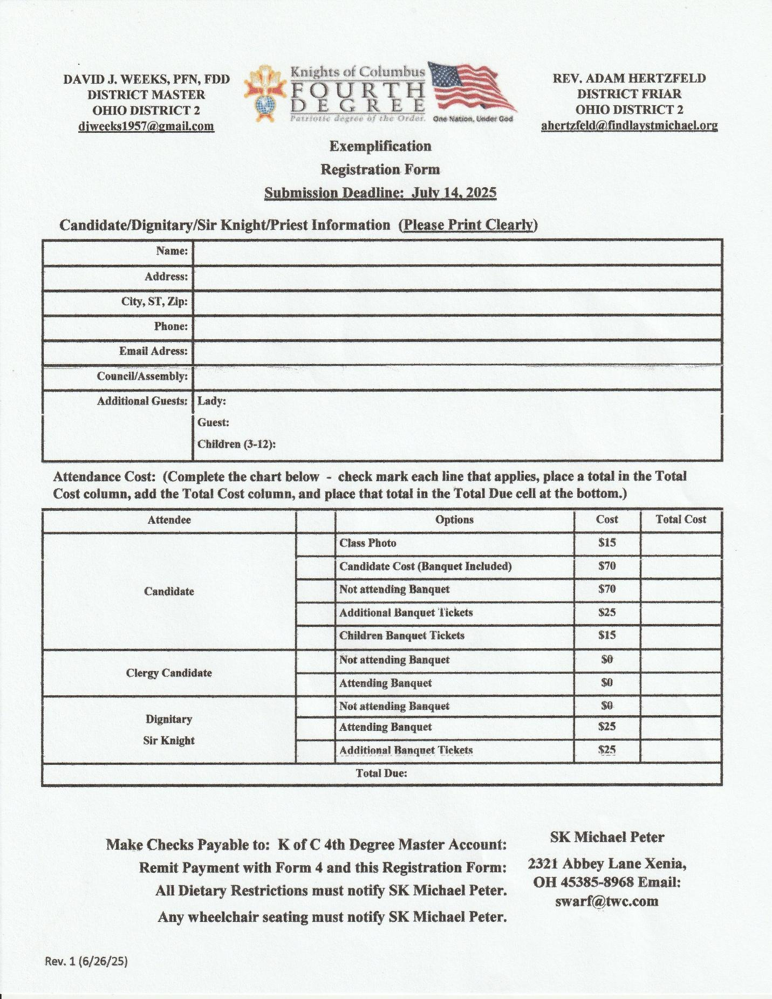 DAVID J. WEEKS, PFN, FDD
DISTRICT MASTER
OHIO DISTRICT 2
djweeks1957@gmail.com
Knights of Columbus
FOURTH
DEGREE
Patriotic degree of the Order.
One Nation, Under God
REV. ADAM HERTZFELD
DISTRICT FRIAR
OHIO DISTRICT 2
ahertzfeld@findlaystmichael.org
Exemplification
Registration Form
Submission Deadline: July 14, 2025
Candidate/Dignitary/Sir Knight/Priest Information (Please Print Clearly)
Name:
Address:
City, ST, Zip:
Phone:
Email Adress:
Council/Assembly:
Additional Guests: Lady:
Guest:
Children (3-12):
Attendance Cost: (Complete the chart below - check mark each line that applies, place a total in the Total
Cost column, add the Total Cost column, and place that total in the Total Due cell at the bottom.)
Attendee Options Cost Total Cost
Candidate
Class Photo $15
Candidate Cost (Banquet Included) $70
Not attending Banquet $70
Additional Banquet Tickets $25
Children Banquet Tickets $15
Clergy Candidate
Not attending Banquet $0
Attending Banquet $0
Dignitary
Sir Knight
Not attending Banquet $0
Attending Banquet $25
Additional Banquet Tickets $25
Total Due:
Make Checks Payable to: K of C 4th Degree Master Account:
Remit Payment with Form 4 and this Registration Form:
All Dietary Restrictions must notify SK Michael Peter.
Any wheelchair seating must notify SK Michael Peter.
SK Michael Peter
2321 Abbey Lane Xenia,
OH 45385-8968 Email:
swarf@twc.com
Rev. 1 (6/26/25)